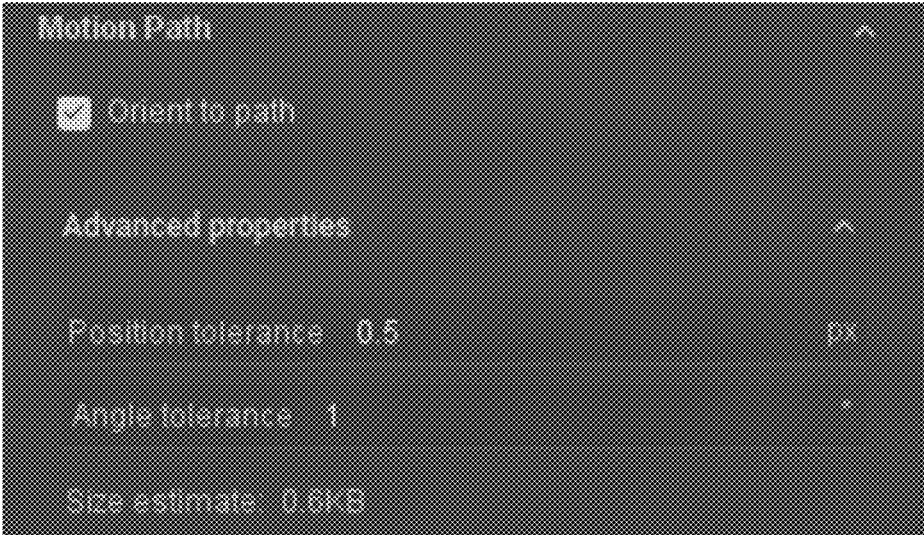 Motion Path
Orient to path
Advanced properties
Position tolerance 0.5 px
Angle tolerance 1 °
Size estimate: 0.6KB